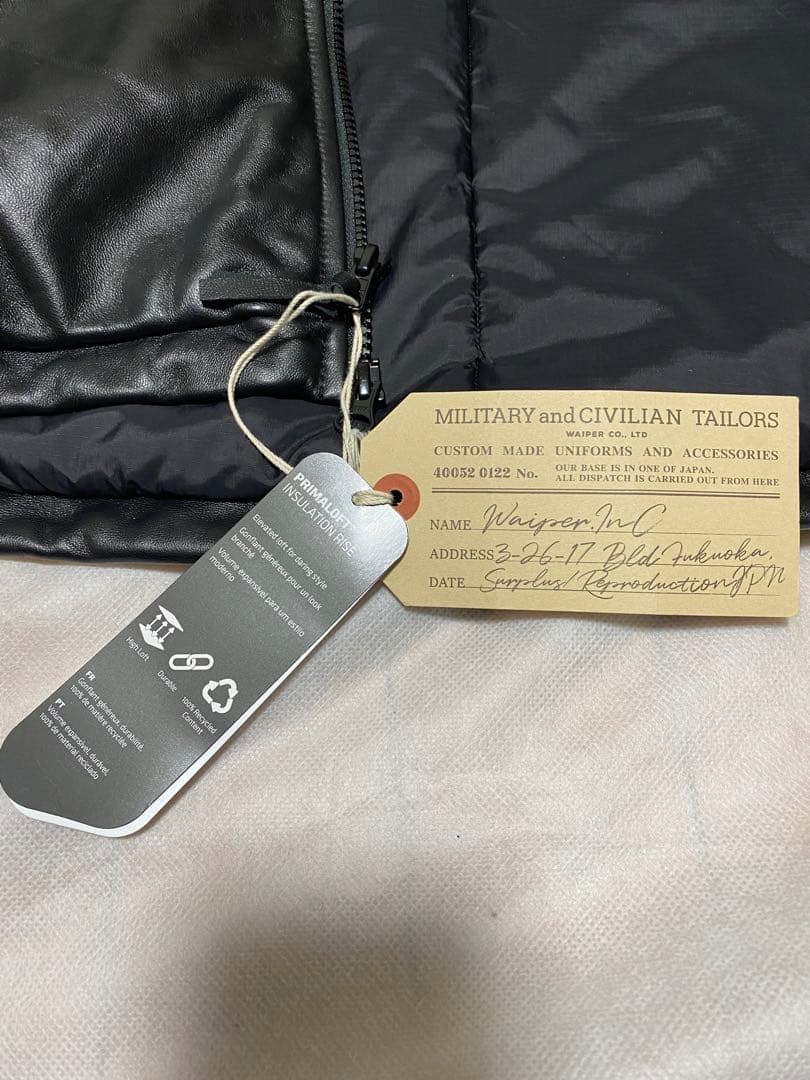 MILITARY and CIVILIAN TAILORS
WAIPER CO., LTD
CUSTOM MADE UNIFORMS AND ACCESSORIES
40052 0122 No. OUR BASE IS IN ONE OF JAPAN.
ALL DISPATCH IS CARRIED OUT FROM HERE
NAME Waiper.Inc
ADDRESS 3-26-17 Bld Fukuoka,
DATE Surplus/Reproduction JPN
PRIMALOFT
INSULATION RISE
Elevated loft for daring style
Gonflant généreux pour un look
branché
Volume expansível para um estilo
moderno
High Loft
Durable
100% Recycled
Content
FR
Gonflant généreux, durabilité,
100% de matière recyclée
PT
Volume expansível, durável,
100% de material reciclado